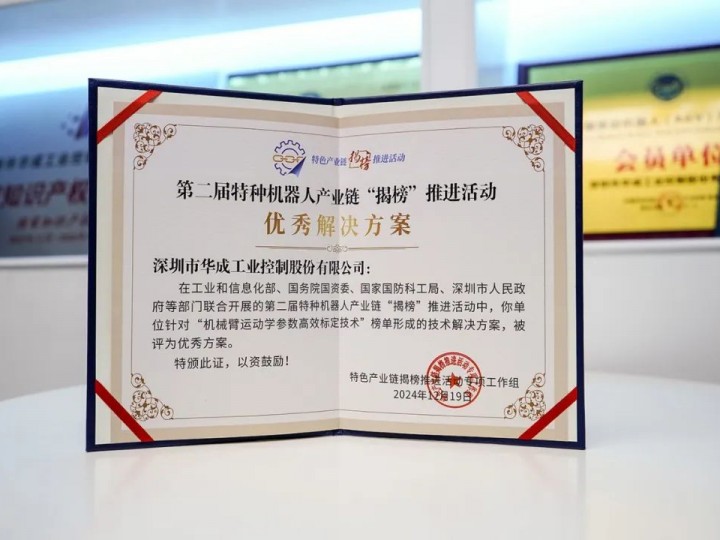 特色产业链揭榜推进活动
第二届特种机器人产业链“揭榜”推进活动
优秀解决方案
深圳市华成工业控制股份有限公司：
在工业和信息化部、国务院国资委、国家国防科工局、深圳市人民政
府等部门联合开展的第二届特种机器人产业链“揭榜”推进活动中，你单
位针对“机械臂运动学参数高效标定技术”榜单形成的技术解决方案，被
评为优秀方案。
特颁此证，以资鼓励！
特色产业链揭榜推进活动专项工作组
2024年12月19日
知识产权
会员单位